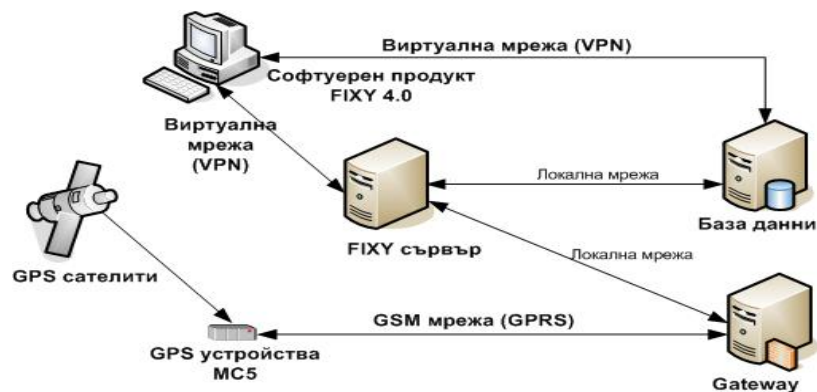 Виртуална мрежа (VPN)
Софтуерен продукт
FIXY 4.0
Виртуална
мрежа
(VPN)
Локална мрежа
База данни
FIXY сървър
Локална мрежа
GPS сателити
GSM мрежа (GPRS)
GPS устройства
MC5
Gateway